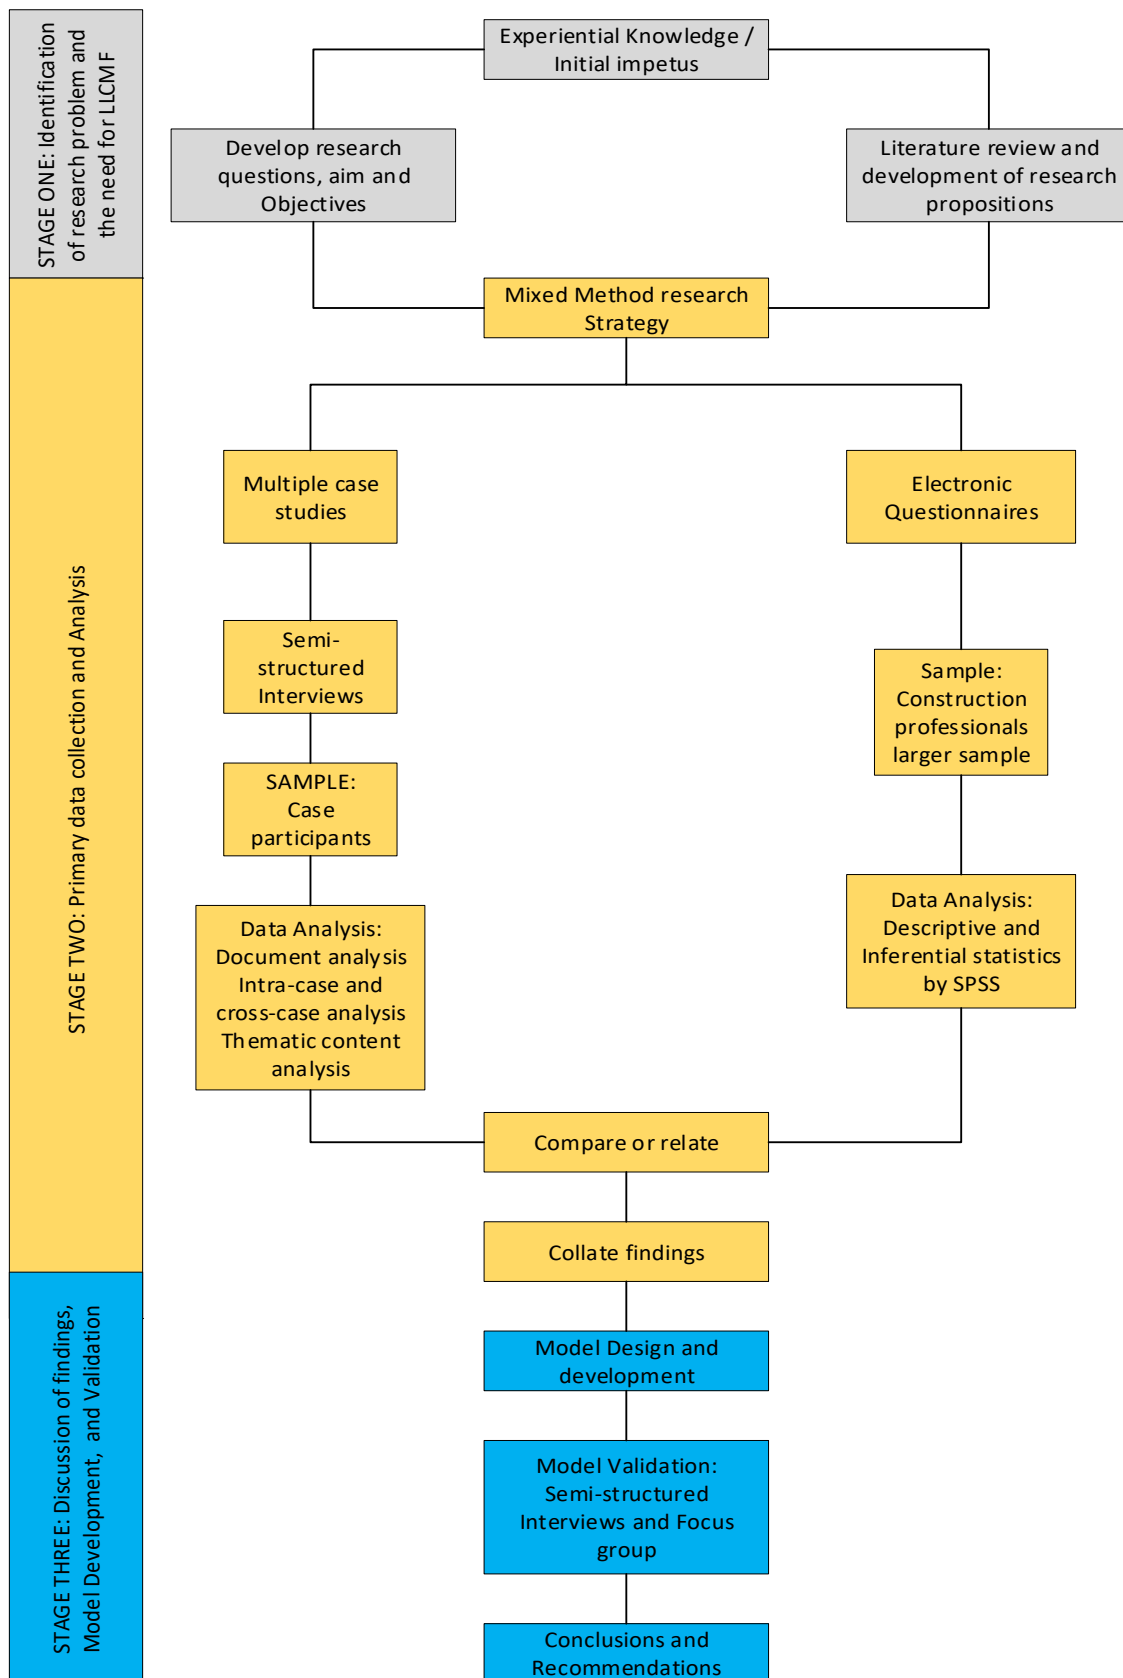 STAGE ONE: Identification
of research problem and
the need for LLCMF
Experiential Knowledge /
Initial impetus
Develop research
questions, aim and
Objectives
Literature review and
development of research
propositions
STAGE TWO: Primary data collection and Analysis
Mixed Method research
Strategy
Multiple case
studies
Electronic
Questionnaires
Semi-
structured
Interviews
Sample:
Construction
professionals
larger sample
SAMPLE:
Case
participants
Data Analysis:
Document analysis
Intra-case and
cross-case analysis
Thematic content
analysis
Data Analysis:
Descriptive and
Inferential statistics
by SPSS
Compare or relate
Collate findings
STAGE THREE: Discussion of findings,
Model Development, and Validation
Model Design and
development
Model Validation:
Semi-structured
Interviews and Focus
group
Conclusions and
Recommendations